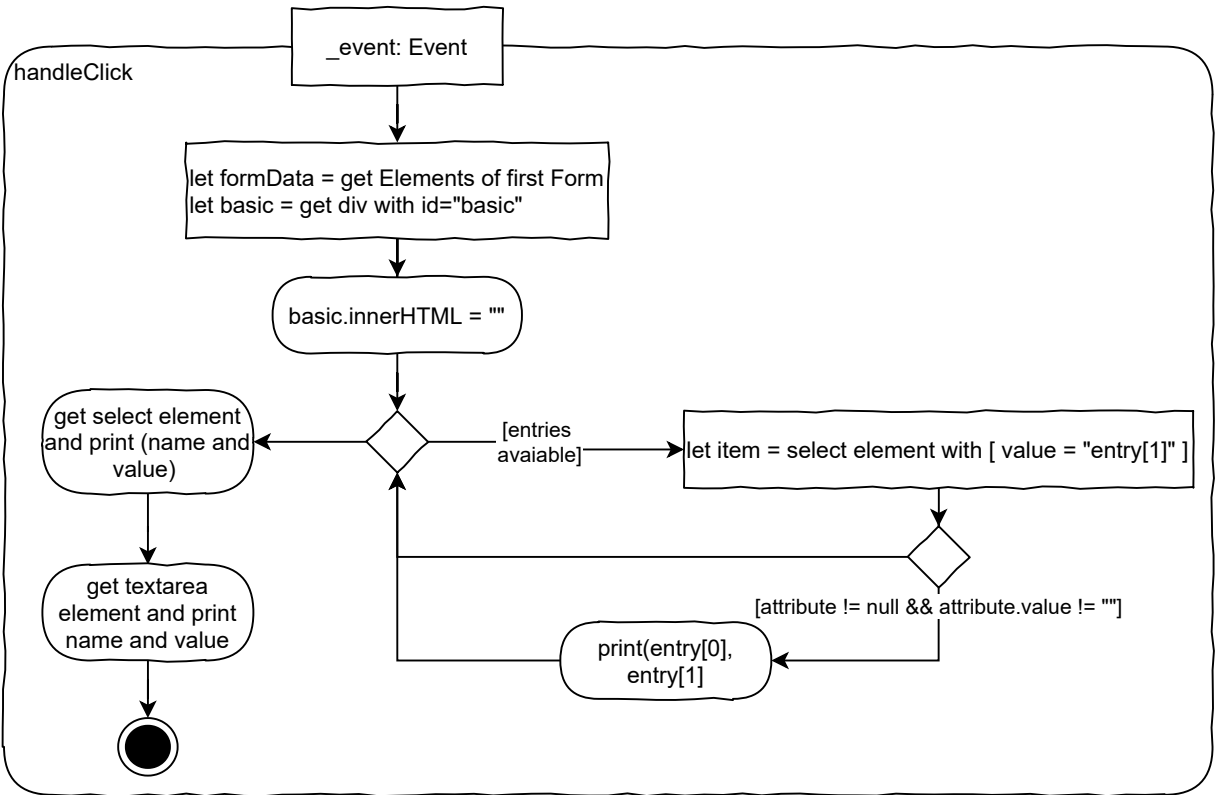 _event: Event
handleClick
let formData = get Elements of first Form
let basic = get div with id="basic"
basic.innerHTML = ""
get select element
and print (name and
value)
[entries
avaiable]
let item = select element with [ value = "entry[1]" ]
get textarea
element and print
name and value
[attribute != null && attribute.value != ""]
print(entry[0],
entry[1]